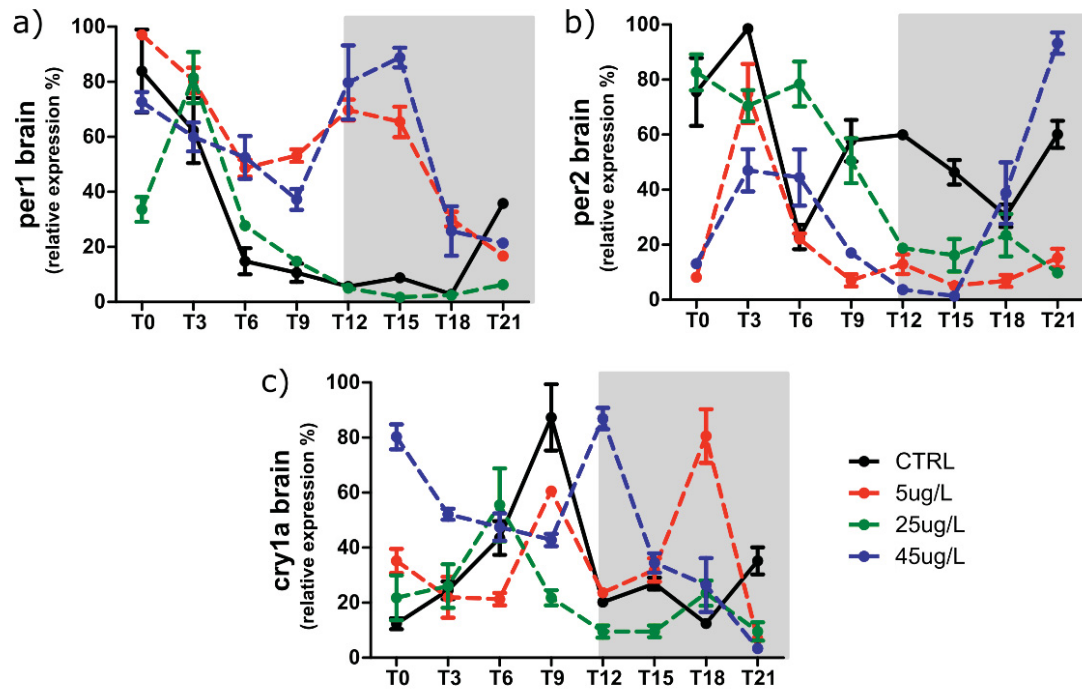 a)
per1 brain
(relative expression %)
100
80
60
40
20
0
T0 T3 T6 T9 T12 T15 T18 T21
b)
per2 brain
(relative expression %)
100
80
60
40
20
0
T0 T3 T6 T9 T12 T15 T18 T21
c)
cry1a brain
(relative expression %)
100
80
60
40
20
0
T0 T3 T6 T9 T12 T15 T18 T21
CTRL
5ug/L
25ug/L
45ug/L